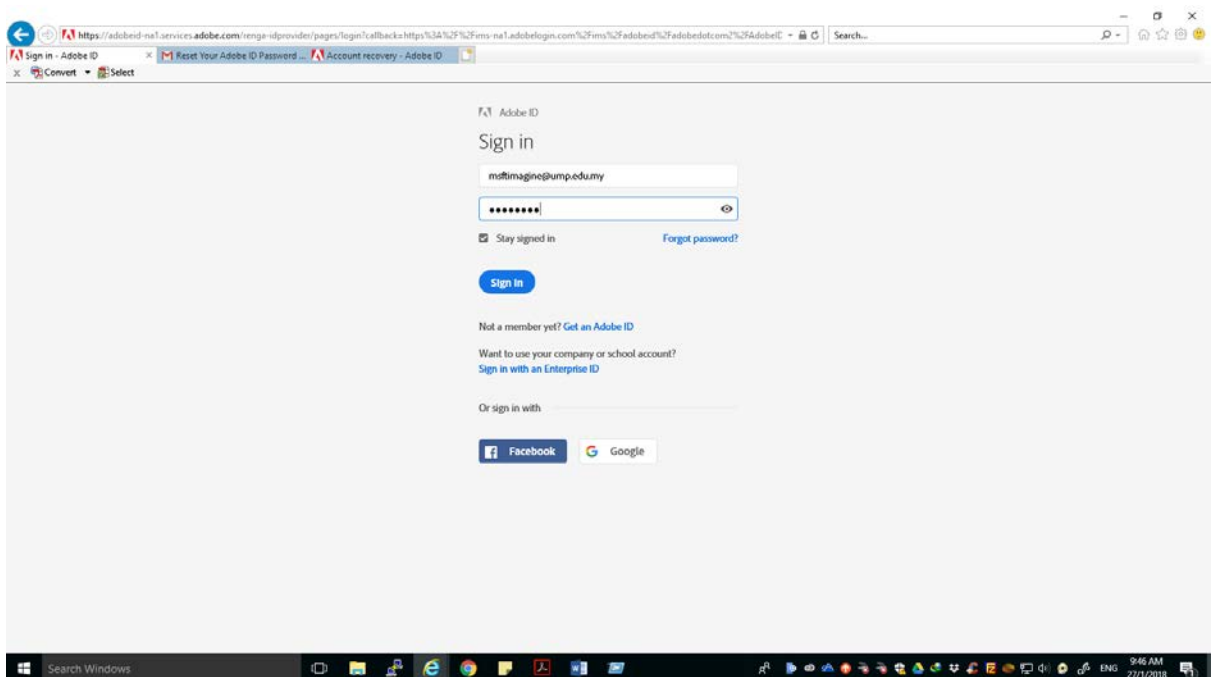 https://adobeid-na1.services.adobe.com/renga-idprovider/pages/login?callback=https%3A%2F%2Fims-na1.adobelogin.com%2Fims%2Fadobeid%2Fadobedotcom2%2FAdobeID
Search...
Sign in - Adobe ID
Reset Your Adobe ID Password ...
Account recovery - Adobe ID
x Convert Select
Adobe ID
Sign in
msftimagine@ump.edu.my
••••••••
Stay signed in Forgot password?
Sign In
Not a member yet? Get an Adobe ID
Want to use your company or school account?
Sign in with an Enterprise ID
Or sign in with
Facebook Google
Search Windows
ENG
9:46 AM
27/1/2018